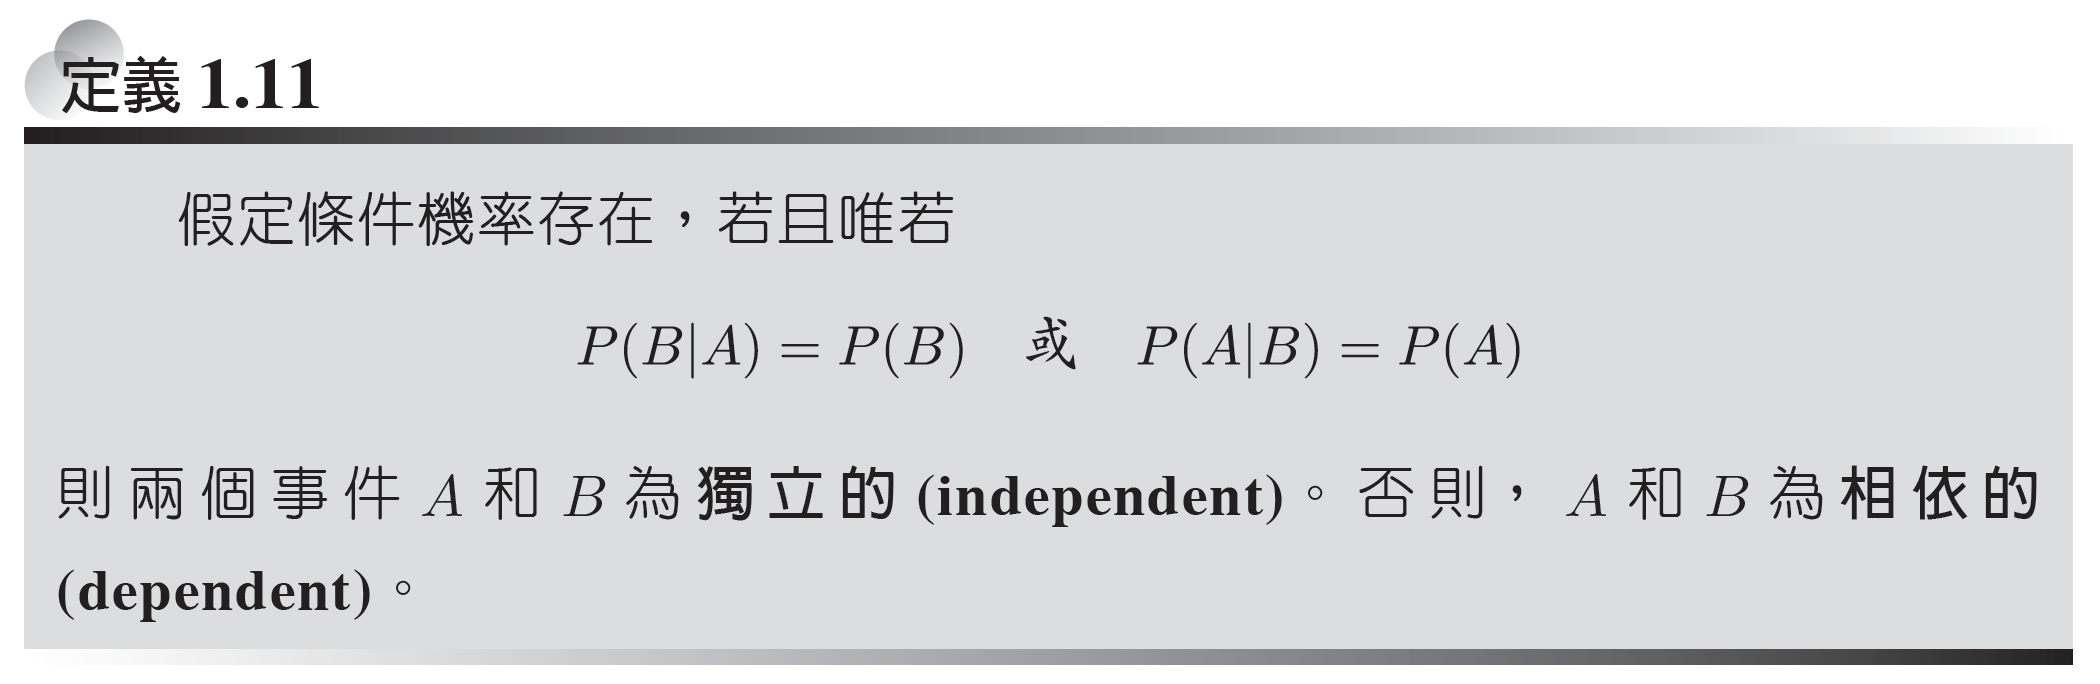 定義 1.11
假定條件機率存在，若且唯若
P(B|A) = P(B) 或 P(A|B) = P(A)
則兩個事件 A 和 B 為獨立的 (independent)。否則，A 和 B 為相依的
(dependent)。